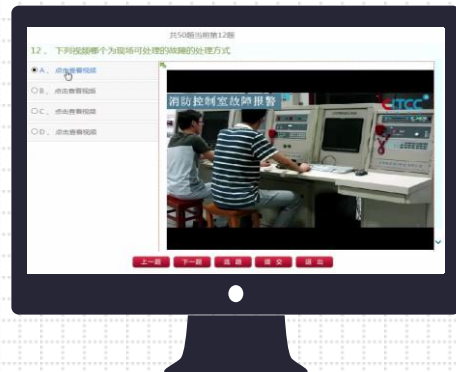 共50题当前第12题
12 、 下列视频哪个为现场可处理的故障的处理方式
A、 点击查看视频
B、 点击查看视频
C、 点击查看视频
D、 点击查看视频
消防控制室故障报警
CITCC
上一题 下一题 选 题 提 交 退 出